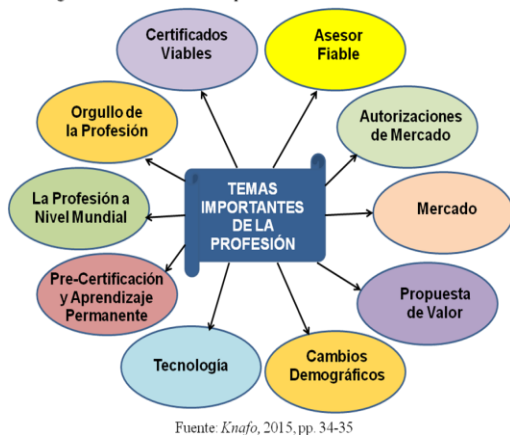 Certificados
Viables
Asesor
Fiable
Orgullo de
la Profesión
Autorizaciones
de Mercado
TEMAS
IMPORTANTES
DE LA
PROFESIÓN
La Profesión a
Nivel Mundial
Mercado
Pre-Certificación
y Aprendizaje
Permanente
Propuesta
de Valor
Tecnología
Cambios
Demográficos
Fuente: Knafo, 2015, pp. 34-35